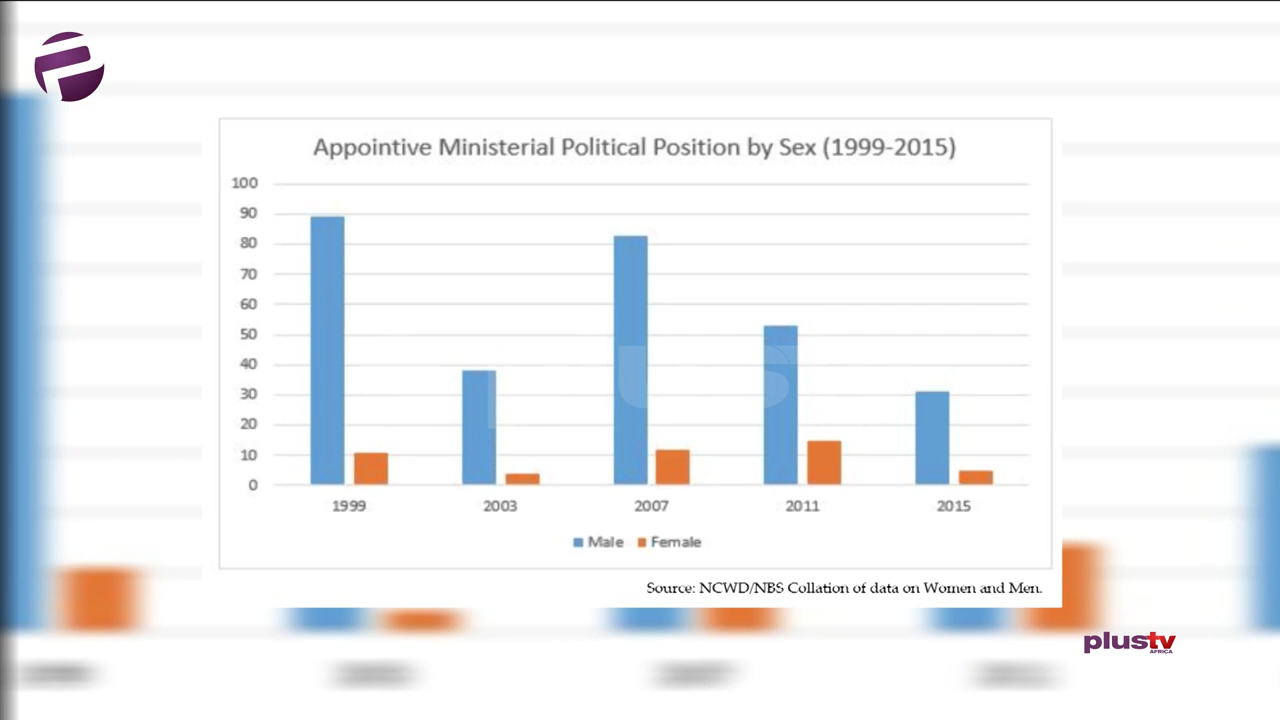 Appointive Ministerial Political Position by Sex (1999-2015)
100
90
80
70
60
50
40
30
20
10
0
1999 2003 2007 2011 2015
Male Female
Source: NCWD/NBS Collation of data on Women and Men.
plustv
AFRICA